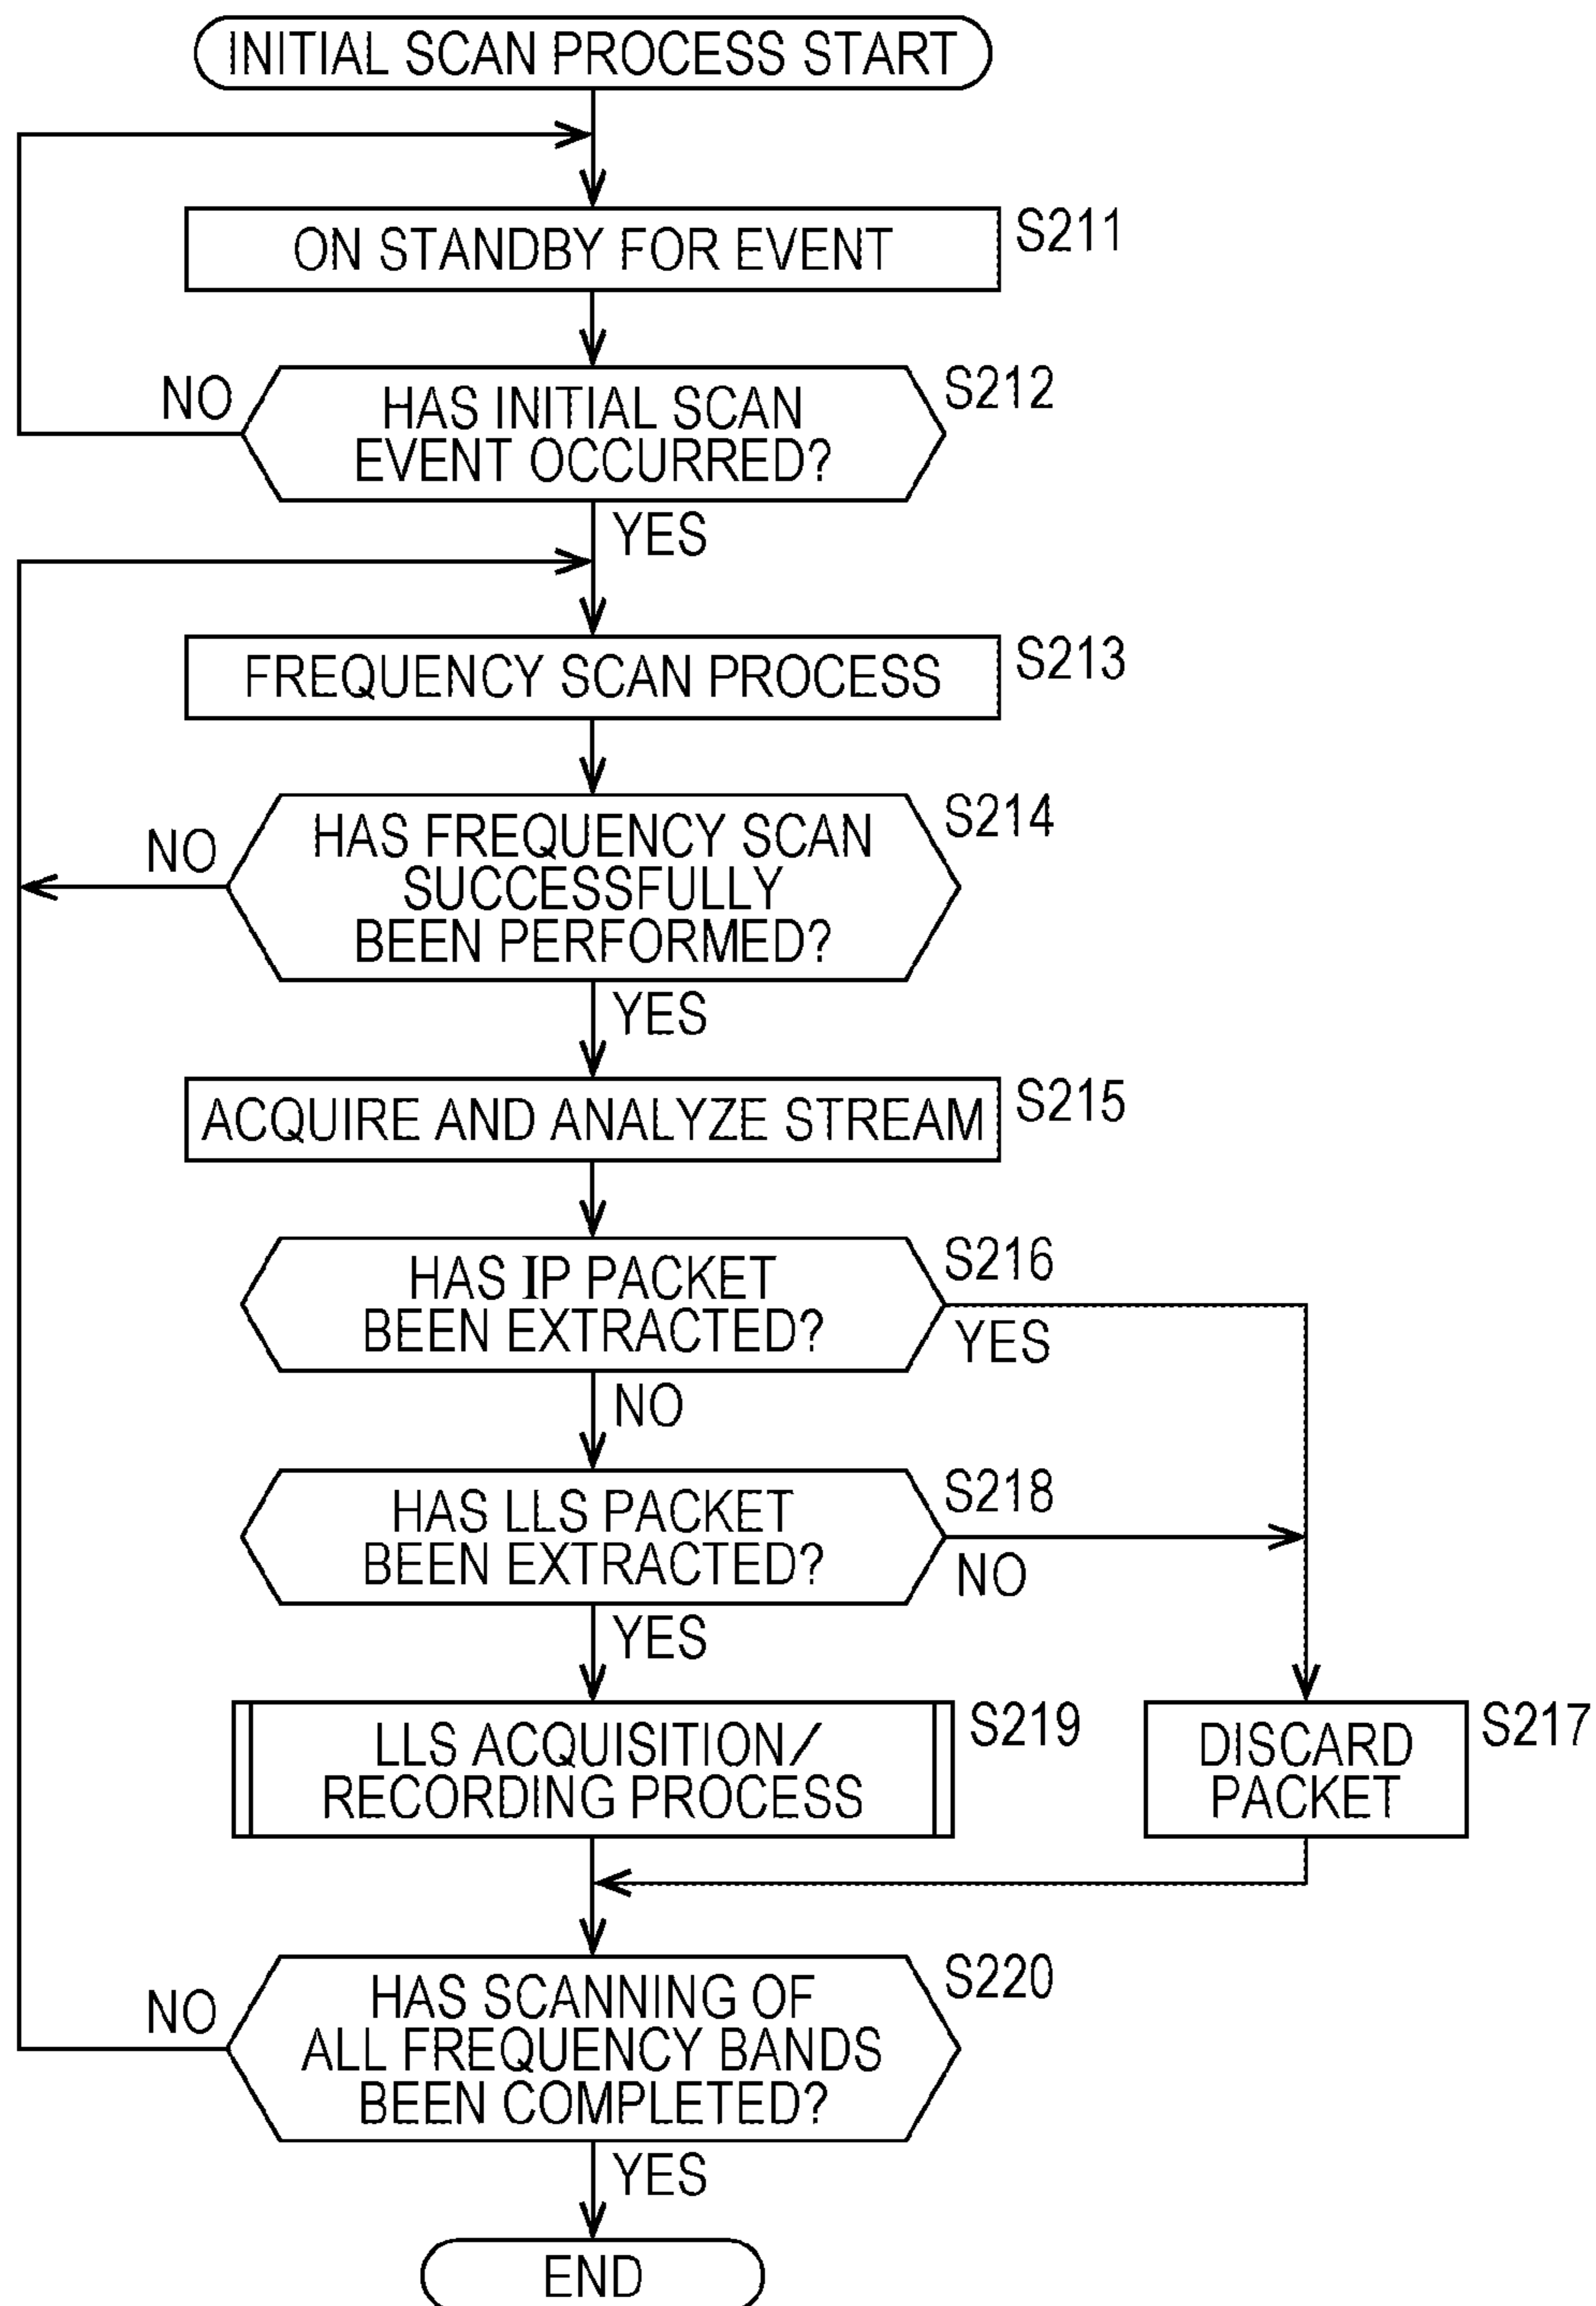 INITIAL SCAN PROCESS START
ON STANDBY FOR EVENT
S211
NO
HAS INITIAL SCAN
EVENT OCCURRED?
S212
YES
FREQUENCY SCAN PROCESS
S213
NO
HAS FREQUENCY SCAN
SUCCESSFULLY
BEEN PERFORMED?
S214
YES
ACQUIRE AND ANALYZE STREAM
S215
HAS IP PACKET
BEEN EXTRACTED?
S216
YES
NO
HAS LLS PACKET
BEEN EXTRACTED?
S218
NO
YES
LLS ACQUISITION/
RECORDING PROCESS
S219
DISCARD
PACKET
S217
NO
HAS SCANNING OF
ALL FREQUENCY BANDS
BEEN COMPLETED?
S220
YES
END